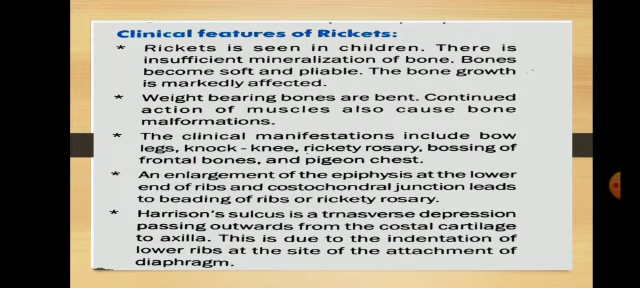 Clinical features of Rickets:
* Rickets is seen in children. There is
insufficient mineralization of bone. Bones
become soft and pliable. The bone growth
is markedly affected.
* Weight bearing bones are bent. Continued
action of muscles also cause bone
malformations.
* The clinical manifestations include bow
legs, knock - knee, rickety rosary, bossing of
frontal bones, and pigeon chest.
* An enlargement of the epiphysis at the lower
end of ribs and costochondral junction leads
to beading of ribs or rickety rosary.
* Harrison's sulcus is a trnasverse depression
passing outwards from the costal cartilage
to axilla. This is due to the indentation of
lower ribs at the site of the attachment of
diaphragm.